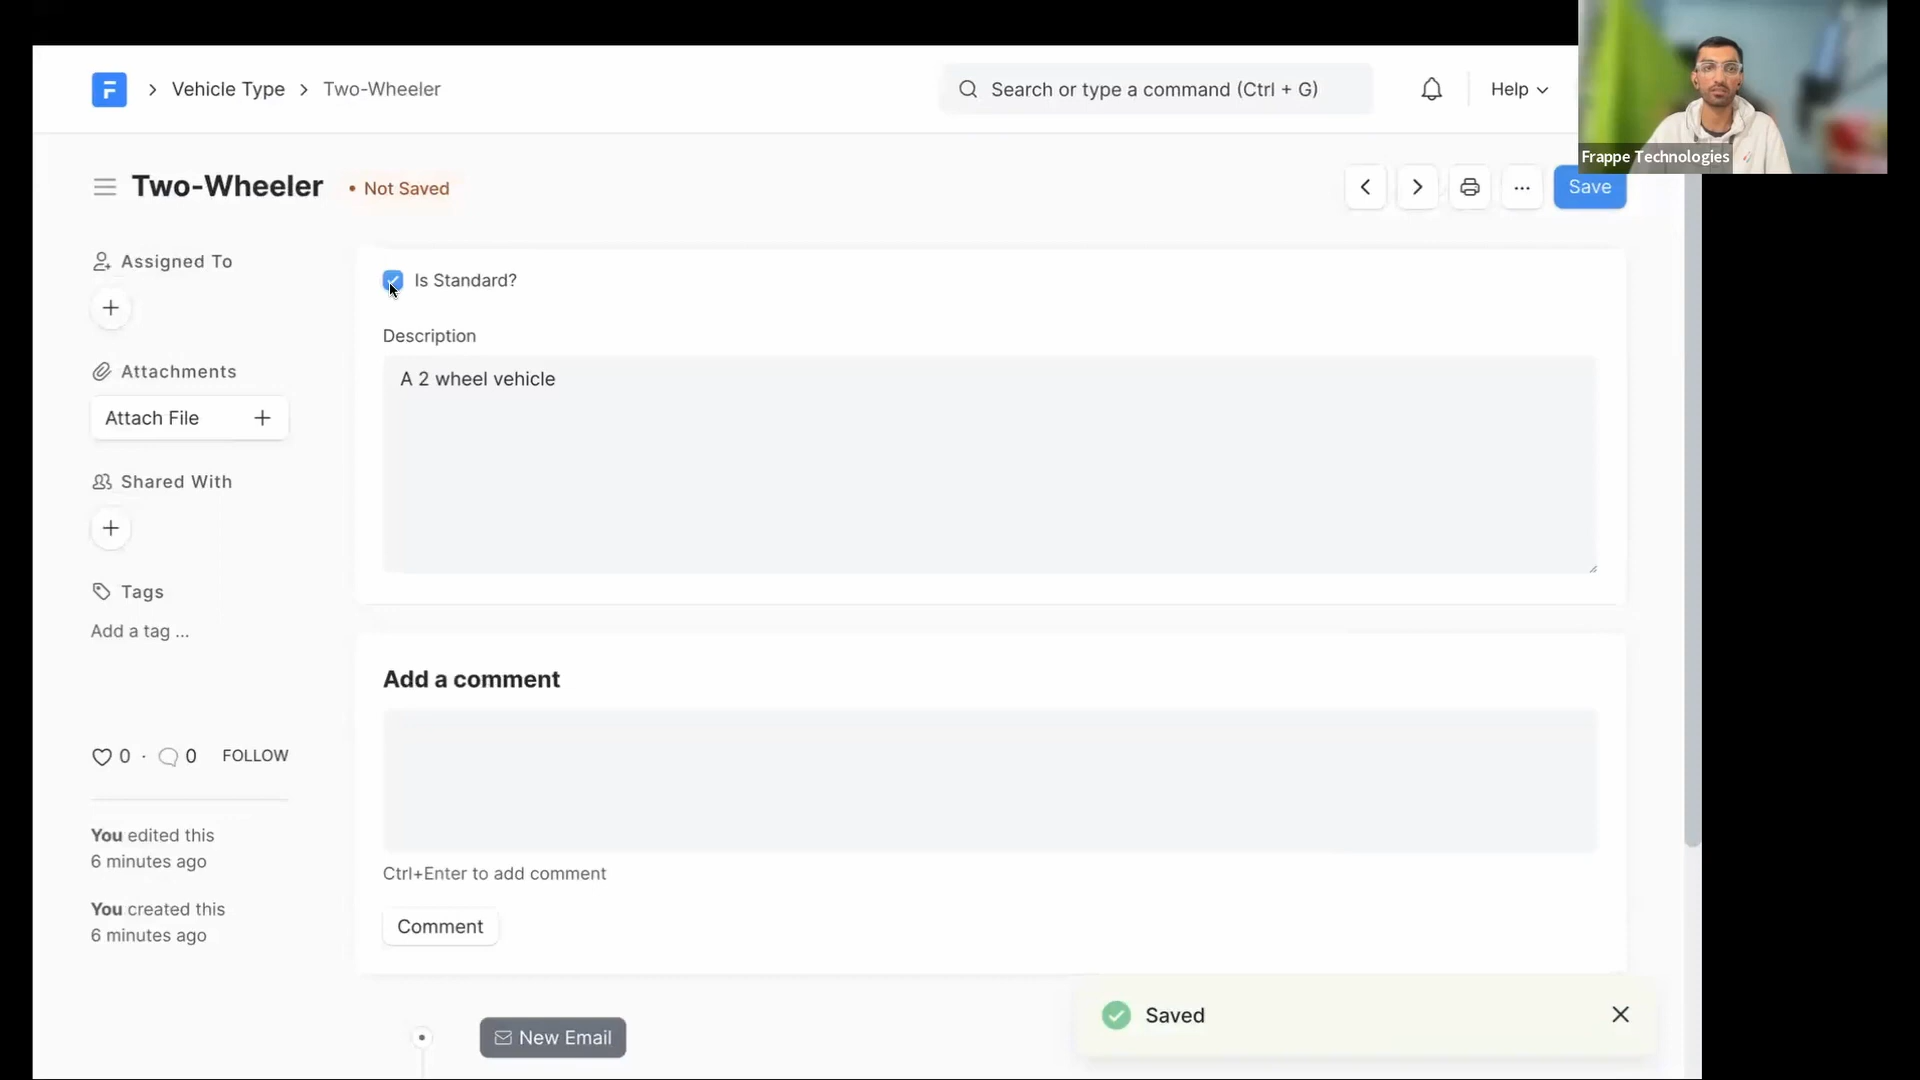 F > Vehicle Type > Two-Wheeler
Search or type a command (Ctrl + G)
Help
Frappe Technologies
Two-Wheeler
• Not Saved
...
Save
Assigned To
Is Standard?
Description
A 2 wheel vehicle
Attachments
Attach File +
Shared With
Tags
Add a tag ...
Add a comment
0 · 0 FOLLOW
You edited this
6 minutes ago
Ctrl+Enter to add comment
You created this
6 minutes ago
Comment
New Email
Saved